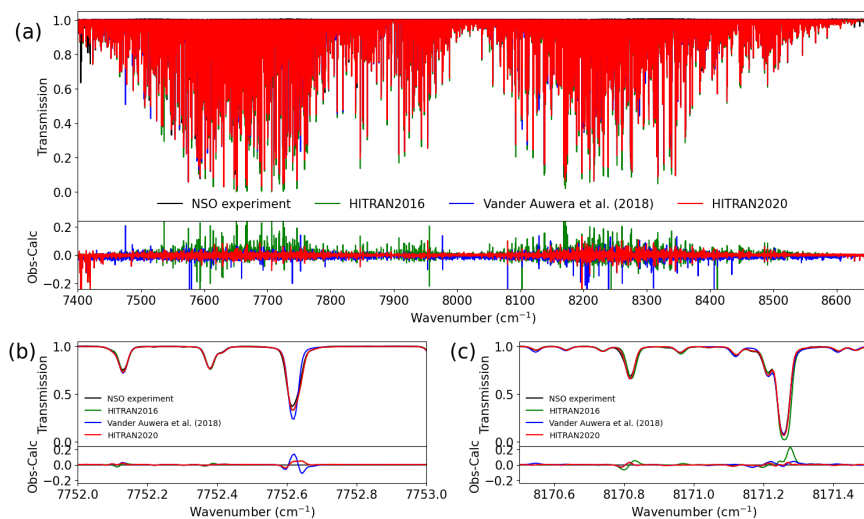 (a)
Transmission
1.0
0.8
0.6
0.4
0.2
0.0
NSO experiment HITRAN2016 Vander Auwera et al. (2018) HITRAN2020
Obs-Calc
0.2
0.0
−0.2
7400 7500 7600 7700 7800 7900 8000 8100 8200 8300 8400 8500 8600
Wavenumber (cm⁻¹)
(b)
Transmission
1.0
0.5
0.0
NSO experiment
HITRAN2016
Vander Auwera et al. (2018)
HITRAN2020
Obs-Calc
0.2
0.0
−0.2
7752.0 7752.2 7752.4 7752.6 7752.8 7753.0
Wavenumber (cm⁻¹)
(c)
Transmission
1.0
0.5
0.0
NSO experiment
HITRAN2016
Vander Auwera et al. (2018)
HITRAN2020
Obs-Calc
0.2
0.0
−0.2
8170.6 8170.8 8171.0 8171.2 8171.4
Wavenumber (cm⁻¹)